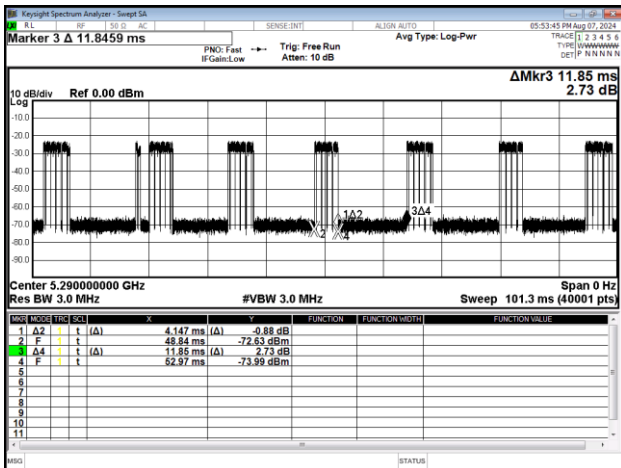 Keysight Spectrum Analyzer - Swept SA
RL RF 50 Ω AC SENSE:INT ALIGN AUTO 05:53:45 PM Aug 07, 2024
Marker 3 Δ 11.8459 ms
PNO: Fast Trig: Free Run Avg Type: Log-Pwr TRACE 1 2 3 4 5 6
IFGain:Low Atten: 10 dB TYPE WWWWWW
DET P N N N N N
ΔMkr3 11.85 ms
2.73 dB
10 dB/div Ref 0.00 dBm
Log
-10.0
-20.0
-30.0
-40.0
-50.0
-60.0
-70.0
-80.0
-90.0
1Δ2
3Δ4
2
4
Center 5.290000000 GHz Span 0 Hz
Res BW 3.0 MHz #VBW 3.0 MHz Sweep 101.3 ms (40001 pts)
MKR MODE TRC SCL X Y FUNCTION FUNCTION WIDTH FUNCTION VALUE
1 Δ2 1 t (Δ) 4.147 ms (Δ) -0.88 dB
2 F 1 t 48.84 ms -72.63 dBm
3 Δ4 1 t (Δ) 11.85 ms (Δ) 2.73 dB
4 F 1 t 52.97 ms -73.99 dBm
5
6
7
8
9
10
11
MSG STATUS